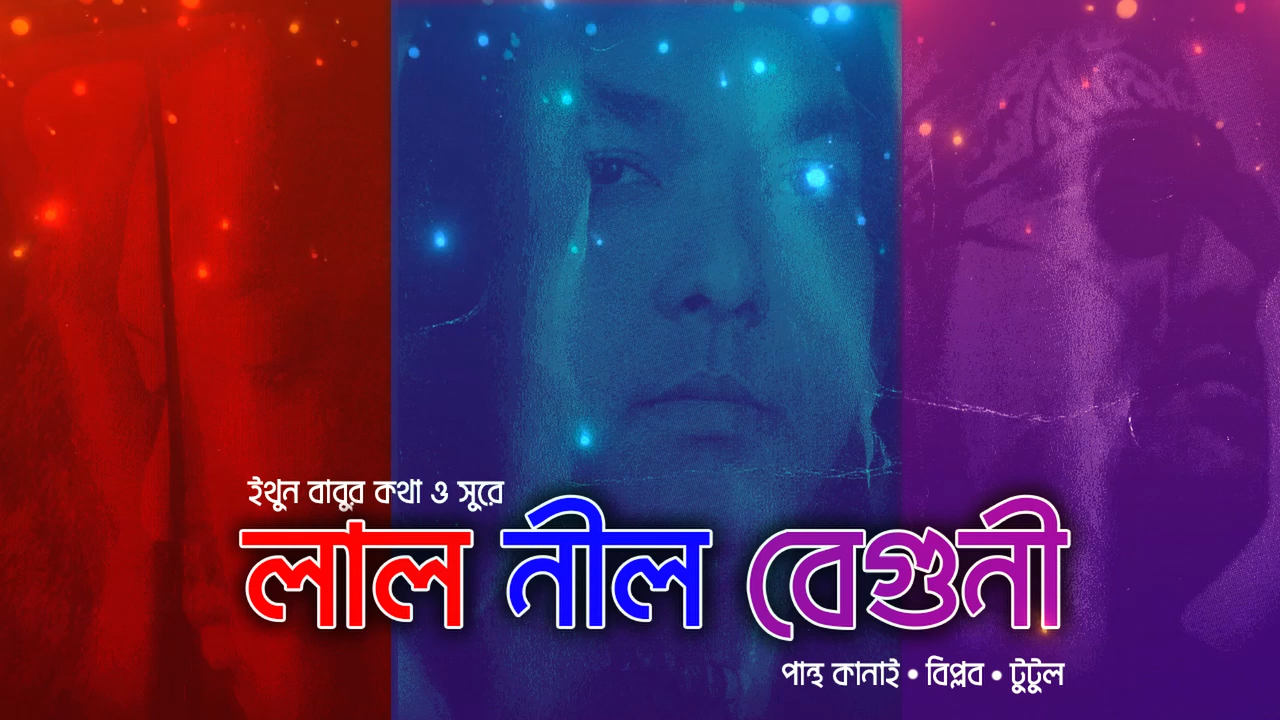 ইথুন বাবুর কথা ও সুরে
লাল নীল বেগুনী
পান্থ কানাই • বিপ্লব • টুটুল